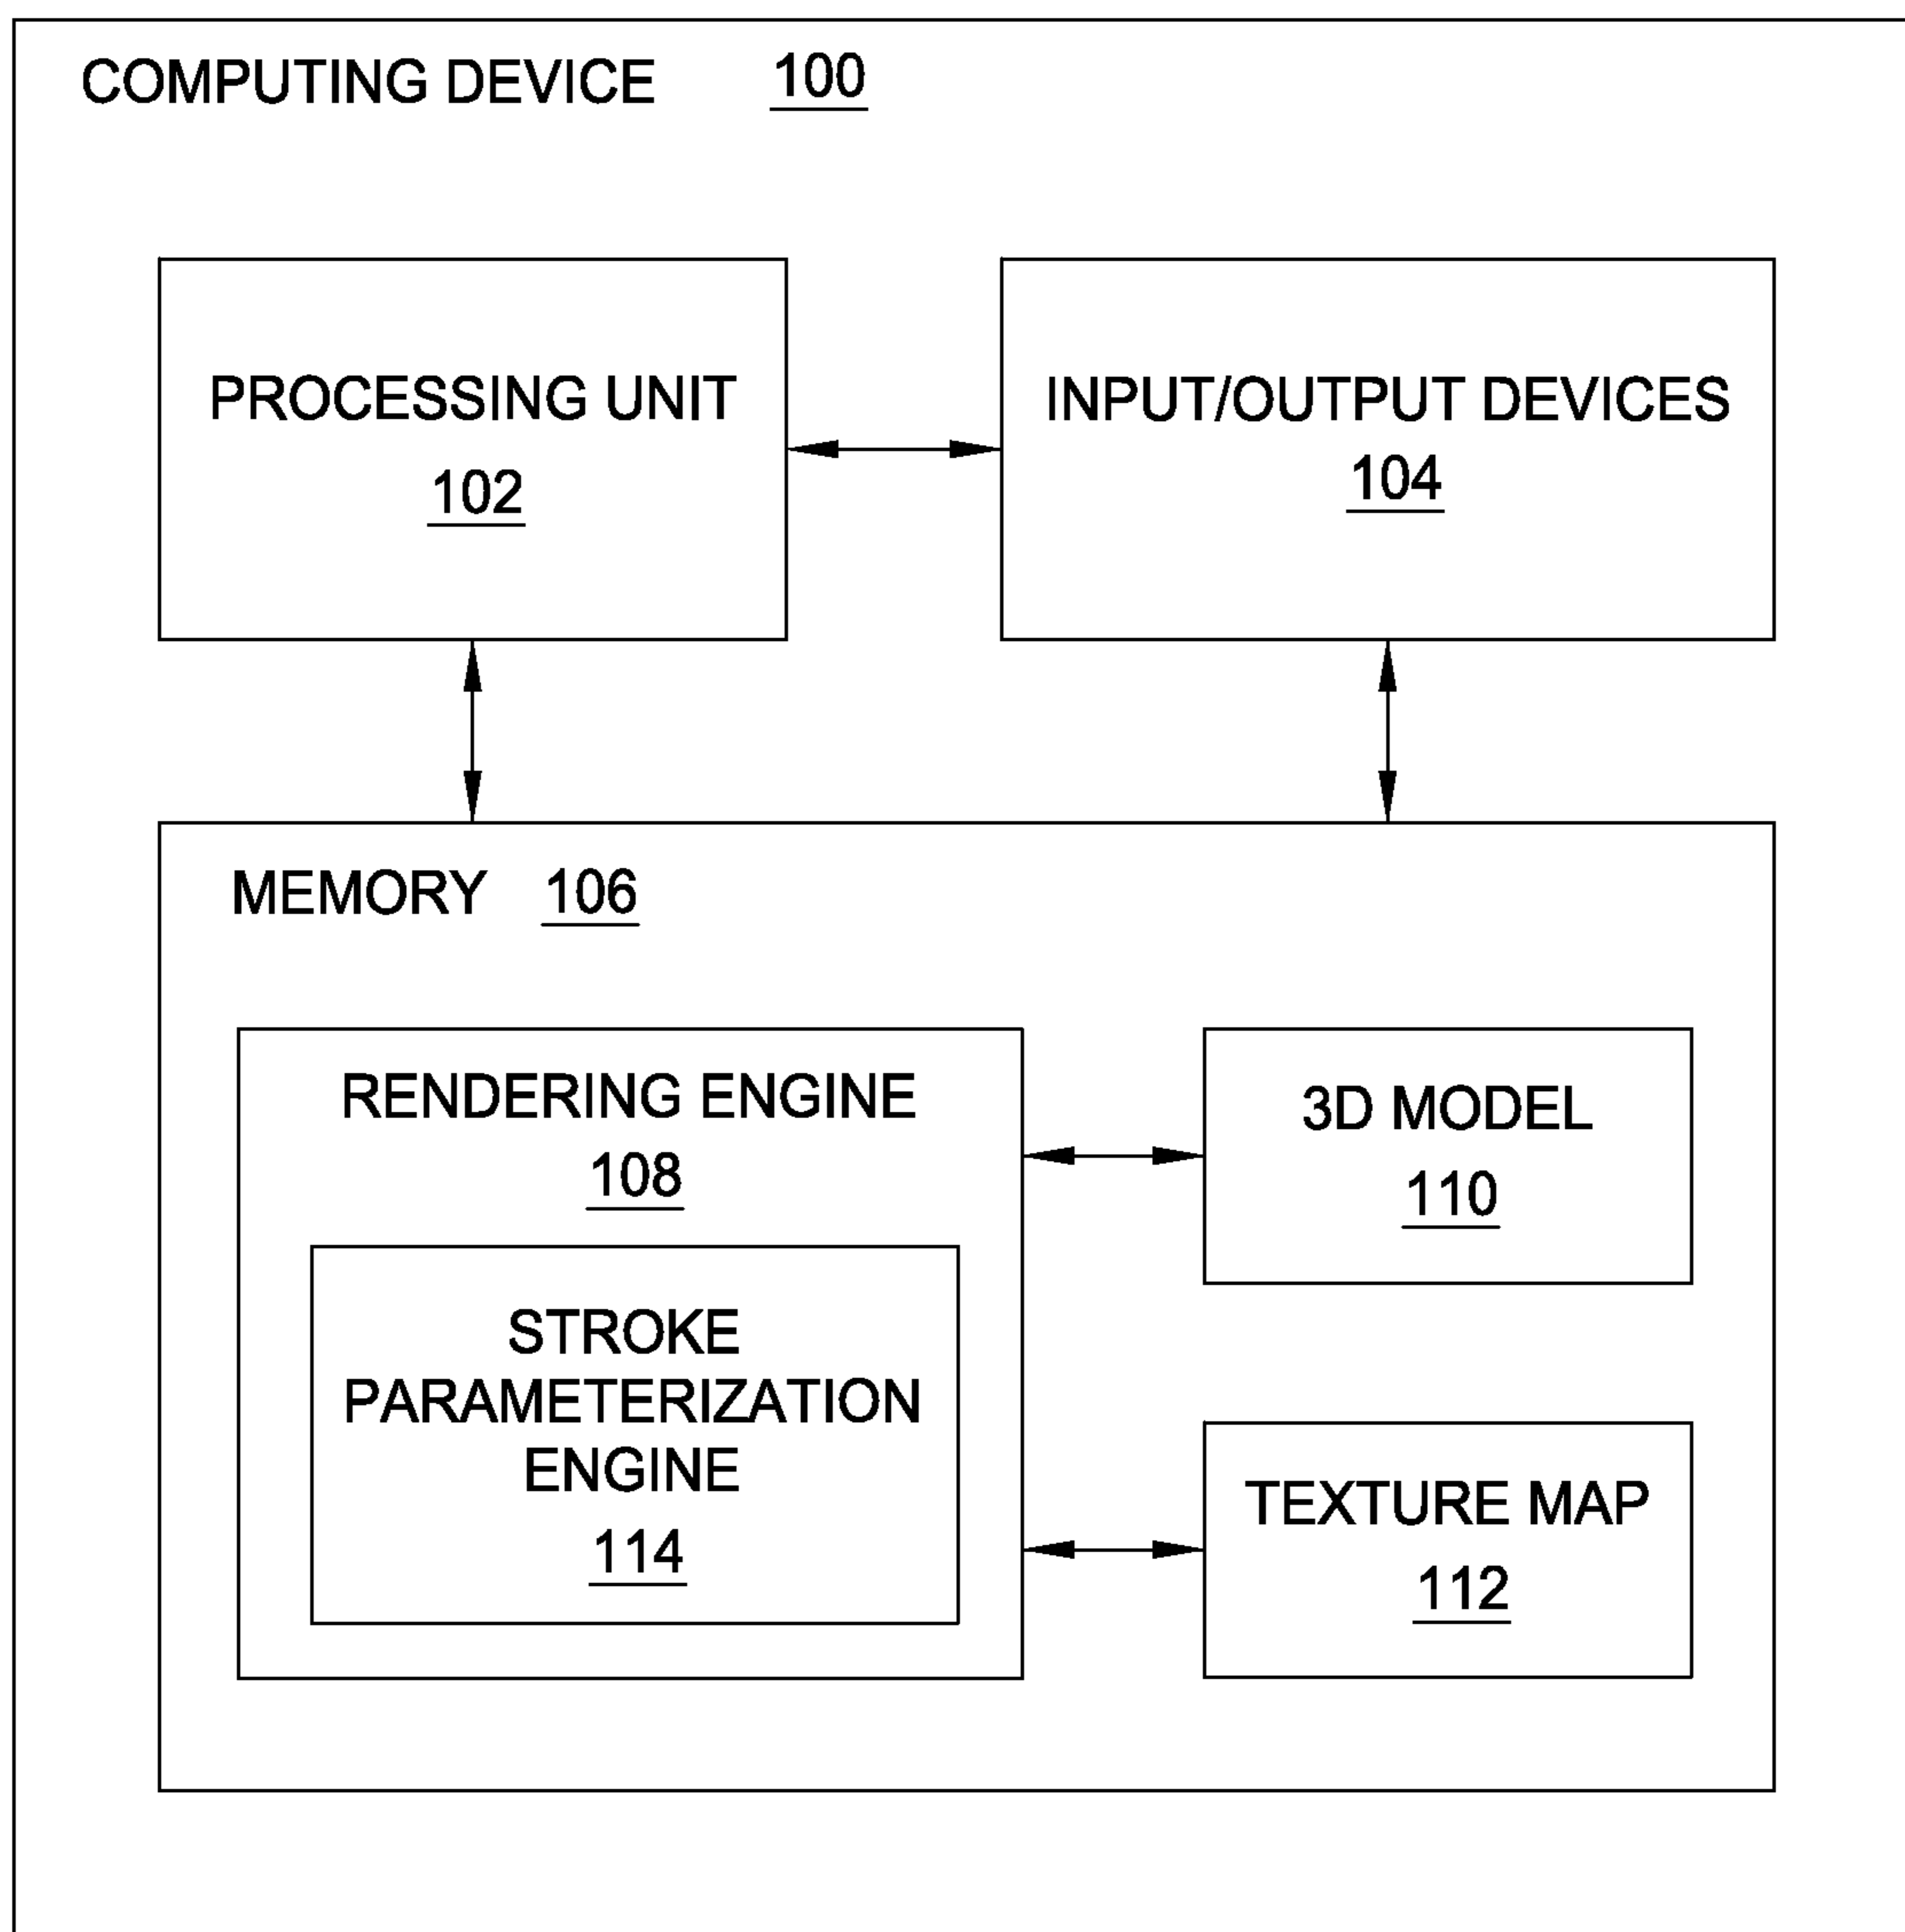 COMPUTING DEVICE 100
PROCESSING UNIT
102
INPUT/OUTPUT DEVICES
104
MEMORY 106
RENDERING ENGINE
108
STROKE
PARAMETERIZATION
ENGINE
114
3D MODEL
110
TEXTURE MAP
112